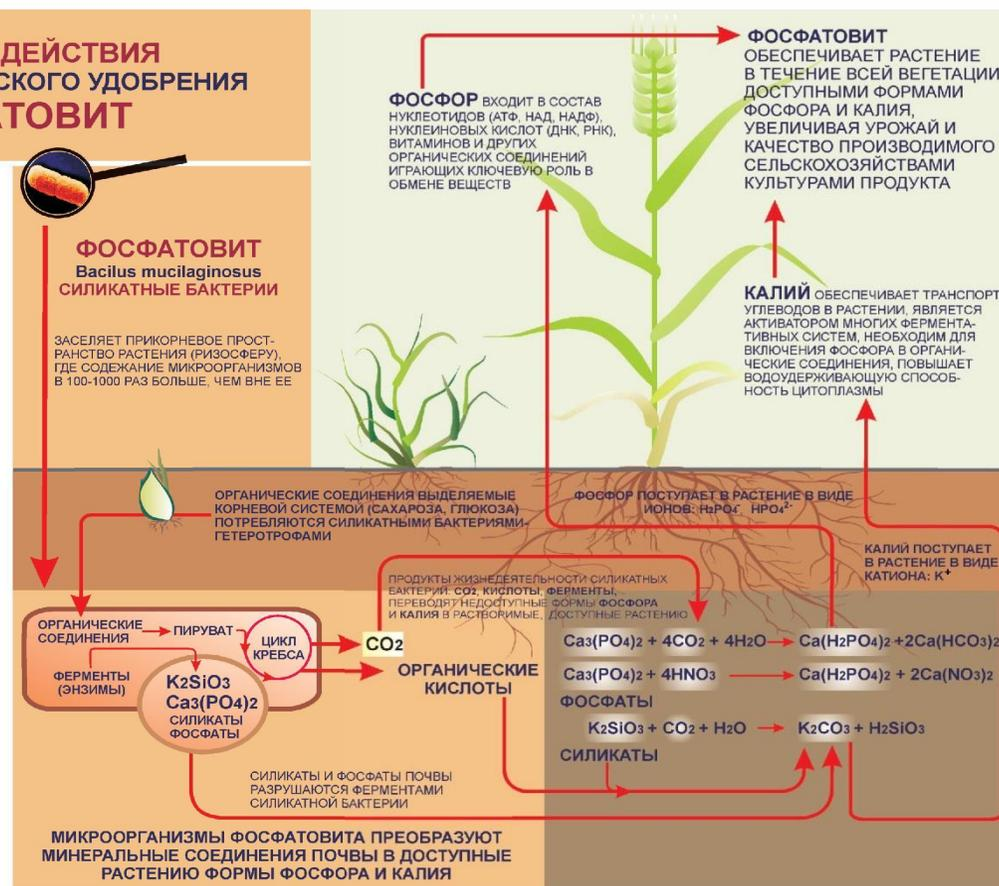 ДЕЙСТВИЯ
СКОГО УДОБРЕНИЯ
АТОВИТ
ФОСФАТОВИТ
Bacilus mucilaginosus
СИЛИКАТНЫЕ БАКТЕРИИ
ЗАСЕЛЯЕТ ПРИКОРНЕВОЕ ПРОСТ-
РАНСТВО РАСТЕНИЯ (РИЗОСФЕРУ),
ГДЕ СОДЕЖАНИЕ МИКРООРГАНИЗМОВ
В 100-1000 РАЗ БОЛЬШЕ, ЧЕМ ВНЕ ЕЕ
ФОСФОР ВХОДИТ В СОСТАВ
НУКЛЕОТИДОВ (АТФ, НАД, НАДФ),
НУКЛЕИНОВЫХ КИСЛОТ (ДНК, РНК),
ВИТАМИНОВ И ДРУГИХ
ОРГАНИЧЕСКИХ СОЕДИНЕНИЙ
ИГРАЮЩИХ КЛЮЧЕВУЮ РОЛЬ В
ОБМЕНЕ ВЕЩЕСТВ
ФОСФАТОВИТ
ОБЕСПЕЧИВАЕТ РАСТЕНИЕ
В ТЕЧЕНИЕ ВСЕЙ ВЕГЕТАЦИИ
ДОСТУПНЫМИ ФОРМАМИ
ФОСФОРА И КАЛИЯ,
УВЕЛИЧИВАЯ УРОЖАЙ И
КАЧЕСТВО ПРОИЗВОДИМОГО
СЕЛЬСКОХОЗЯЙСТВАМИ
КУЛЬТУРАМИ ПРОДУКТА
КАЛИЙ ОБЕСПЕЧИВАЕТ ТРАНСПОРТ
УГЛЕВОДОВ В РАСТЕНИИ, ЯВЛЯЕТСЯ
АКТИВАТОРОМ МНОГИХ ФЕРМЕНТА-
ТИВНЫХ СИСТЕМ, НЕОБХОДИМ ДЛЯ
ВКЛЮЧЕНИЯ ФОСФОРА В ОРГАНИ-
ЧЕСКИЕ СОЕДИНЕНИЯ, ПОВЫШАЕТ
ВОДОУДЕРЖИВАЮЩУЮ СПОСОБ-
НОСТЬ ЦИТОПЛАЗМЫ
ОРГАНИЧЕСКИЕ СОЕДИНЕНИЯ ВЫДЕЛЯЕМЫЕ
КОРНЕВОЙ СИСТЕМОЙ (САХАРОЗА, ГЛЮКОЗА)
ПОТРЕБЛЯЮТСЯ СИЛИКАТНЫМИ БАКТЕРИЯМИ-
ГЕТЕРОТРОФАМИ
ФОСФОР ПОСТУПАЕТ В РАСТЕНИЕ В ВИДЕ
ИОНОВ: H2PO4⁻ HPO4²⁻
КАЛИЙ ПОСТУПАЕТ
В РАСТЕНИЕ В ВИДЕ
КАТИОНА: K⁺
ПРОДУКТЫ ЖИЗНЕДЕЯТЕЛЬНОСТИ СИЛИКАТНЫХ
БАКТЕРИЙ: CO2, КИСЛОТЫ, ФЕРМЕНТЫ,
ПЕРЕВОДЯТ НЕДОСТУПНЫЕ ФОРМЫ ФОСФОРА
И КАЛИЯ В РАСТВОРИМЫЕ, ДОСТУПНЫЕ РАСТЕНИЮ
ОРГАНИЧЕСКИЕ
СОЕДИНЕНИЯ
ПИРУВАТ
ЦИКЛ
КРЕБСА
ФЕРМЕНТЫ
(ЭНЗИМЫ)
K2SiO3
Ca3(PO4)2
СИЛИКАТЫ
ФОСФАТЫ
CO2
ОРГАНИЧЕСКИЕ
КИСЛОТЫ
Ca3(PO4)2 + 4CO2 + 4H2O → Ca(H2PO4)2 +2Ca(HCO3)2
Ca3(PO4)2 + 4HNO3 → Ca(H2PO4)2 + 2Ca(NO3)2
ФОСФАТЫ
K2SiO3 + CO2 + H2O → K2CO3 + H2SiO3
СИЛИКАТЫ
СИЛИКАТЫ И ФОСФАТЫ ПОЧВЫ
РАЗРУШАЮТСЯ ФЕРМЕНТАМИ
СИЛИКАТНОЙ БАКТЕРИИ
МИКРООРГАНИЗМЫ ФОСФАТОВИТА ПРЕОБРАЗУЮТ
МИНЕРАЛЬНЫЕ СОЕДИНЕНИЯ ПОЧВЫ В ДОСТУПНЫЕ
РАСТЕНИЮ ФОРМЫ ФОСФОРА И КАЛИЯ